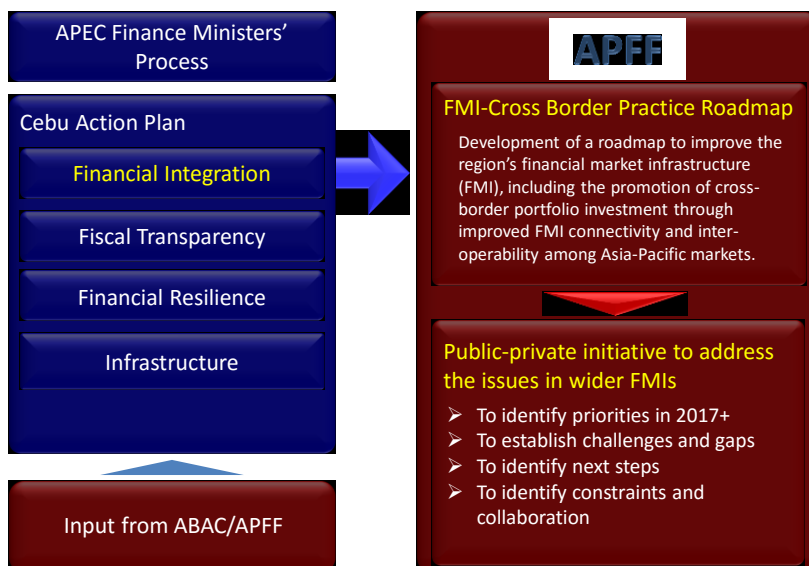 APEC Finance Ministers'
Process
Cebu Action Plan
Financial Integration
Fiscal Transparency
Financial Resilience
Infrastructure
Input from ABAC/APFF
APFF
FMI-Cross Border Practice Roadmap
Development of a roadmap to improve the
region's financial market infrastructure
(FMI), including the promotion of cross-
border portfolio investment through
improved FMI connectivity and inter-
operability among Asia-Pacific markets.
Public-private initiative to address
the issues in wider FMIs
➢ To identify priorities in 2017+
➢ To establish challenges and gaps
➢ To identify next steps
➢ To identify constraints and
collaboration